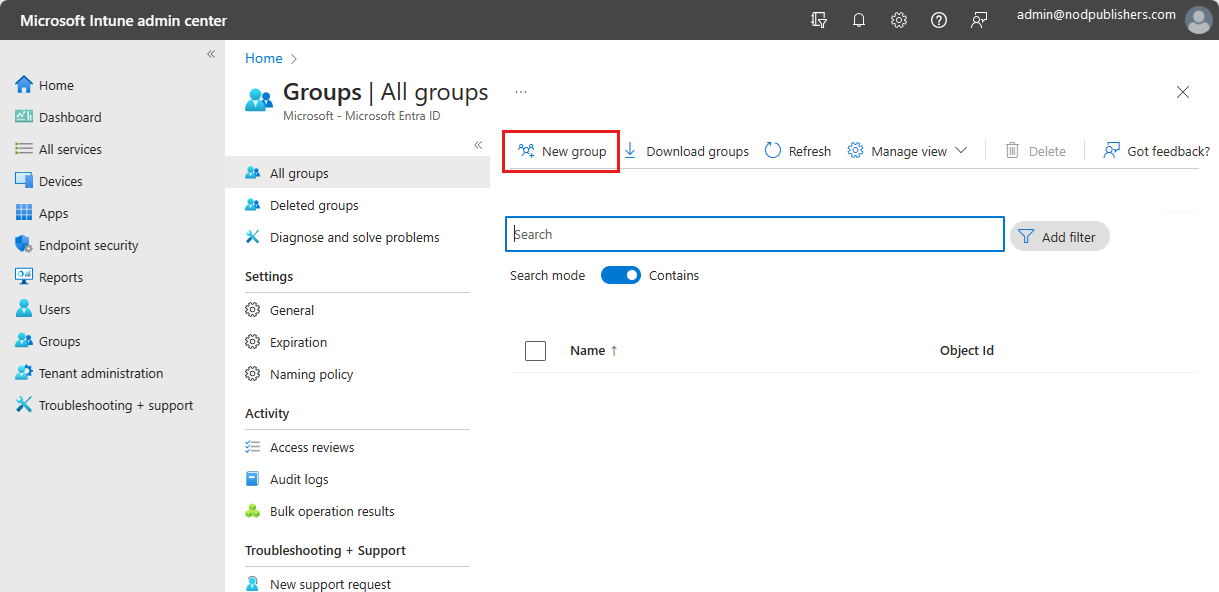 Microsoft Intune admin center
admin@nodpublishers.com
Home
Dashboard
All services
Devices
Apps
Endpoint security
Reports
Users
Groups
Tenant administration
Troubleshooting + support
Home
Groups | All groups
Microsoft - Microsoft Entra ID
All groups
Deleted groups
Diagnose and solve problems
Settings
General
Expiration
Naming policy
Activity
Access reviews
Audit logs
Bulk operation results
Troubleshooting + Support
New support request
New group
Download groups
Refresh
Manage view
Delete
Got feedback?
Search
Add filter
Search mode
Contains
Name ↑
Object Id